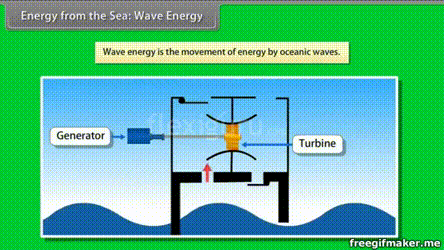 Energy from the Sea: Wave Energy
Wave energy is the movement of energy by oceanic waves.
Generator
Turbine
freegifmaker.me